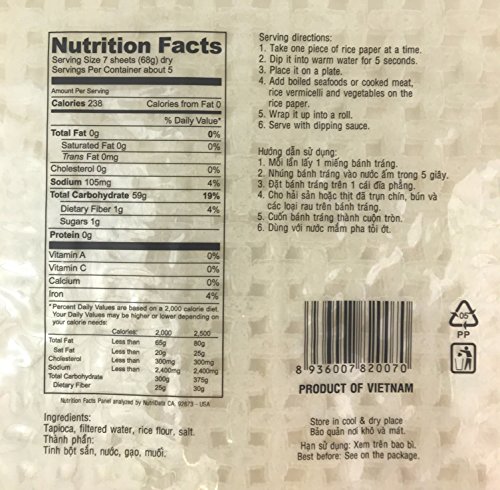 Nutrition Facts
Serving Size 7 sheets (68g) dry
Servings Per Container about 5
Amount Per Serving
Calories 238 Calories from Fat 0
% Daily Value*
Total Fat 0g 0%
Saturated Fat 0g 0%
Trans Fat 0mg
Cholesterol 0g 0%
Sodium 105mg 4%
Total Carbohydrate 59g 19%
Dietary Fiber 1g 4%
Sugars 1g
Protein 0g
Vitamin A 0%
Vitamin C 0%
Calcium 0%
Iron 4%
*Percent Daily Values are based on a 2,000 calorie diet.
Your Daily Values may be higher or lower depending on
your calorie needs:
Calories: 2,000 2,500
Total Fat Less than 65g 80g
Sat Fat Less than 20g 25g
Cholesterol Less than 300mg 300mg
Sodium Less than 2,400mg 2,400mg
Total Carbohydrate 300g 375g
Dietary Fiber 25g 30g
Nutrition Facts Panel analyzed by NutriData CA, 92673 - USA
Ingredients:
Tapioca, filtered water, rice flour, salt.
Thành phần:
Tinh bột sắn, nước, gạo, muối.
Serving directions:
1. Take one piece of rice paper at a time.
2. Dip it into warm water for 5 seconds.
3. Place it on a plate.
4. Add boiled seafoods or cooked meat,
rice vermicelli and vegetables on the
rice paper.
5. Wrap it up into a roll.
6. Serve with dipping sauce.
Hướng dẫn sử dụng:
1. Mỗi lần lấy 1 miếng bánh tráng.
2. Nhúng bánh tráng vào nước ấm trong 5 giây.
3. Đặt bánh tráng trên 1 cái đĩa phẳng.
4. Cho hải sản hoặc thịt đã trụn chín, bún và
các loại rau trên bánh tráng.
5. Cuốn bánh tráng thành cuộn tròn.
6. Dùng với nước mắm pha tỏi ớt.
8 936007 820070
PRODUCT OF VIETNAM
05
PP
Store in cool & dry place
Bảo quản nơi khô và mát.
Hạn sử dụng: Xem trên bao bì.
Best before: See on the package.